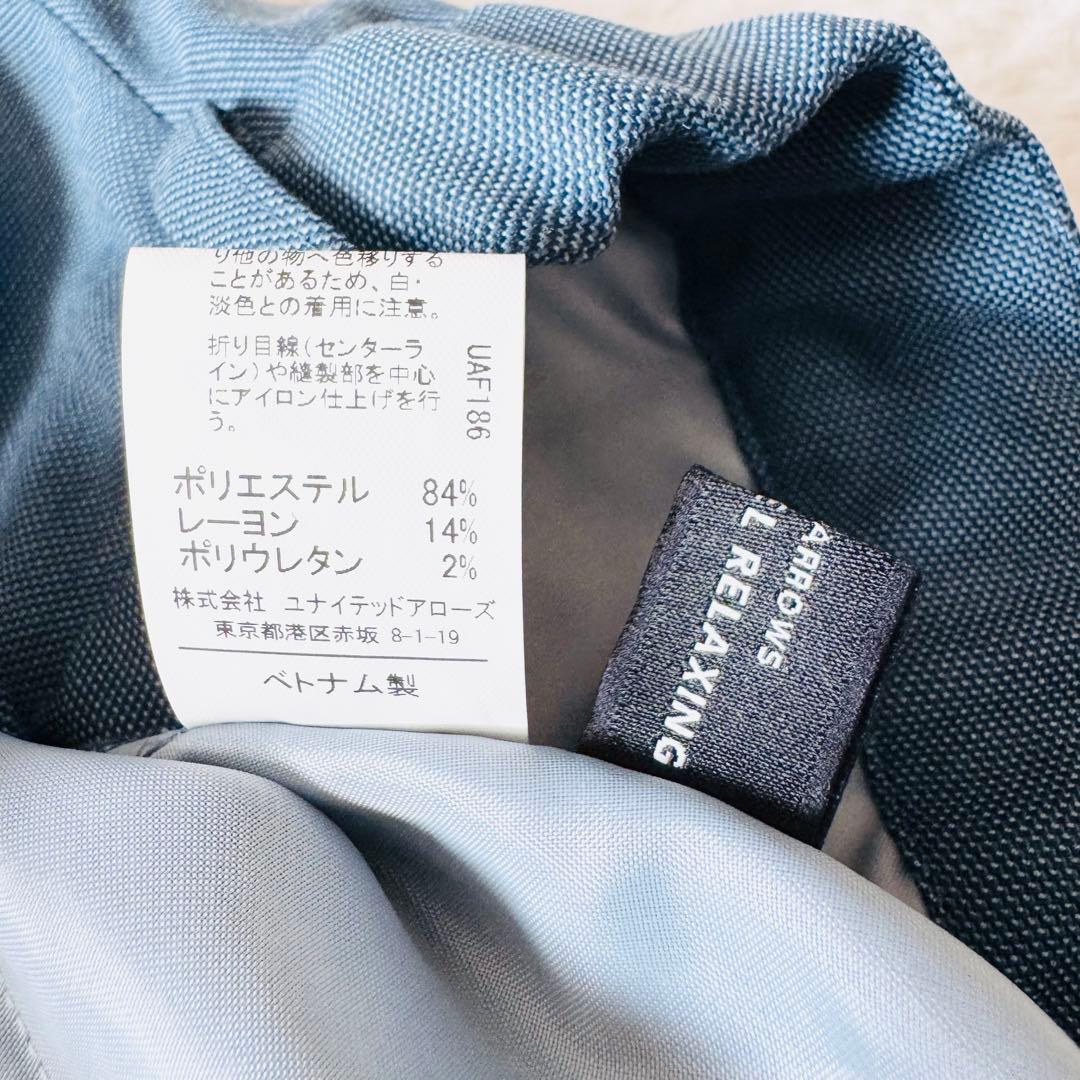 り他の物へ色移りする
ことがあるため、白・
淡色との着用に注意。
折り目線(センターラ
イン)や縫製部を中心
にアイロン仕上げを行
う。
UAF186
ポリエステル 84%
レーヨン 14%
ポリウレタン 2%
株式会社 ユナイテッドアローズ
東京都港区赤坂 8-1-19
ベトナム製
ARROWS
L RELAXING